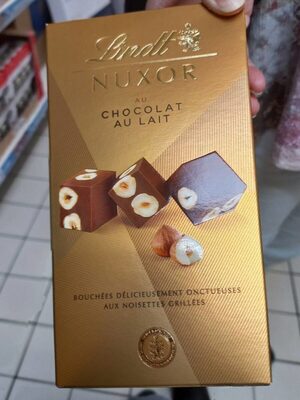 Lindt
NUXOR
AU
CHOCOLAT
AU LAIT
BOUCHÉES DÉLICIEUSEMENT ONCTUEUSES
AUX NOISETTES GRILLÉES